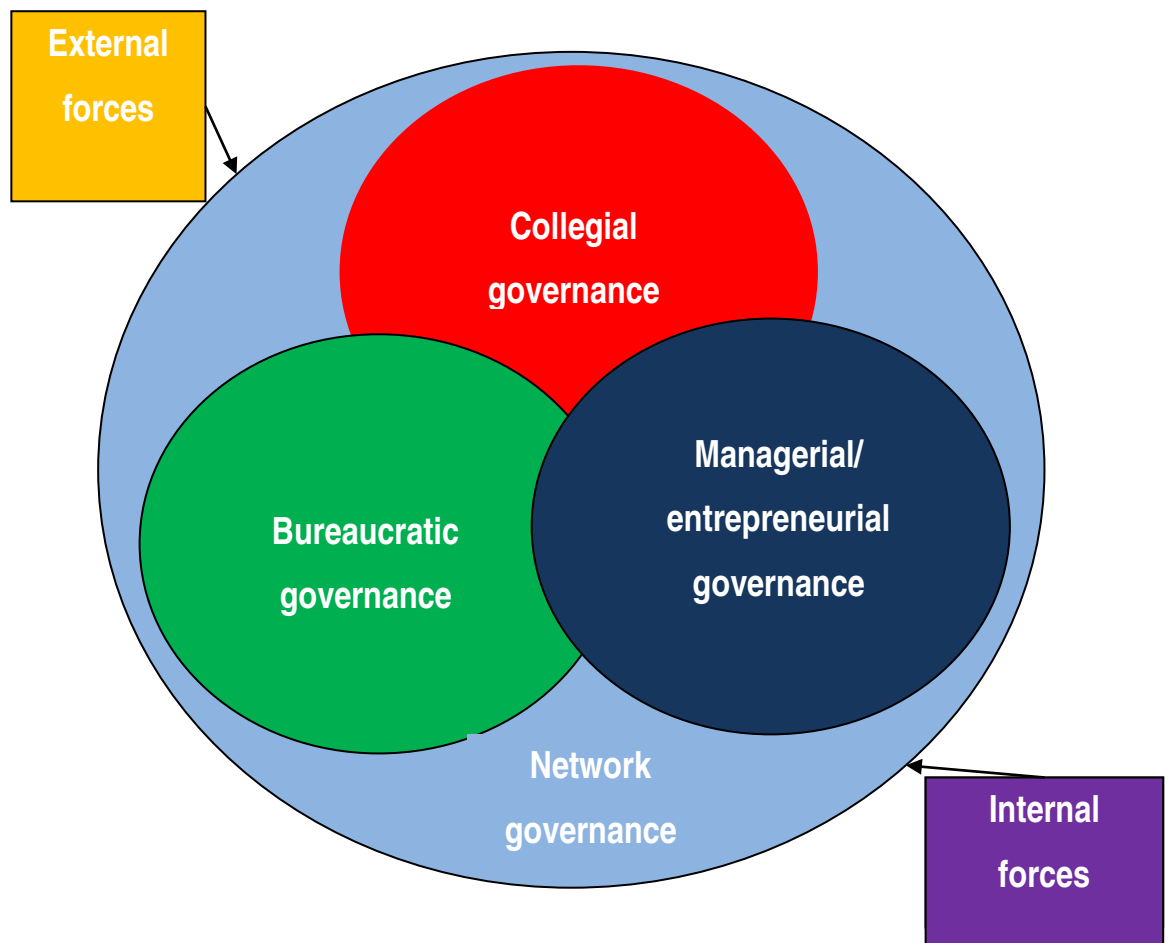 External
forces
Collegial
governance
Managerial/
entrepreneurial
governance
Bureaucratic
governance
Network
governance
Internal
forces